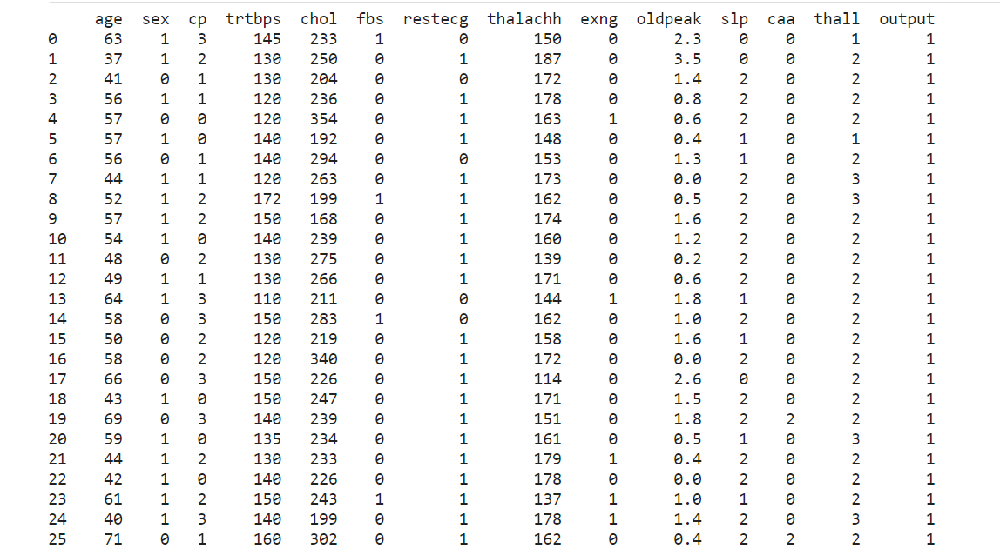 age sex cp trtbps chol fbs restecg thalachh exng oldpeak slp caa thall output
0 63 1 3 145 233 1 0 150 0 2.3 0 0 1 1
1 37 1 2 130 250 0 1 187 0 3.5 0 0 2 1
2 41 0 1 130 204 0 0 172 0 1.4 2 0 2 1
3 56 1 1 120 236 0 1 178 0 0.8 2 0 2 1
4 57 0 0 120 354 0 1 163 1 0.6 2 0 2 1
5 57 1 0 140 192 0 1 148 0 0.4 1 0 1 1
6 56 0 1 140 294 0 0 153 0 1.3 1 0 2 1
7 44 1 1 120 263 0 1 173 0 0.0 2 0 3 1
8 52 1 2 172 199 1 1 162 0 0.5 2 0 3 1
9 57 1 2 150 168 0 1 174 0 1.6 2 0 2 1
10 54 1 0 140 239 0 1 160 0 1.2 2 0 2 1
11 48 0 2 130 275 0 1 139 0 0.2 2 0 2 1
12 49 1 1 130 266 0 1 171 0 0.6 2 0 2 1
13 64 1 3 110 211 0 0 144 1 1.8 1 0 2 1
14 58 0 3 150 283 1 0 162 0 1.0 2 0 2 1
15 50 0 2 120 219 0 1 158 0 1.6 1 0 2 1
16 58 0 2 120 340 0 1 172 0 0.0 2 0 2 1
17 66 0 3 150 226 0 1 114 0 2.6 0 0 2 1
18 43 1 0 150 247 0 1 171 0 1.5 2 0 2 1
19 69 0 3 140 239 0 1 151 0 1.8 2 2 2 1
20 59 1 0 135 234 0 1 161 0 0.5 1 0 3 1
21 44 1 2 130 233 0 1 179 1 0.4 2 0 2 1
22 42 1 0 140 226 0 1 178 0 0.0 2 0 2 1
23 61 1 2 150 243 1 1 137 1 1.0 1 0 2 1
24 40 1 3 140 199 0 1 178 1 1.4 2 0 3 1
25 71 0 1 160 302 0 1 162 0 0.4 2 2 2 1